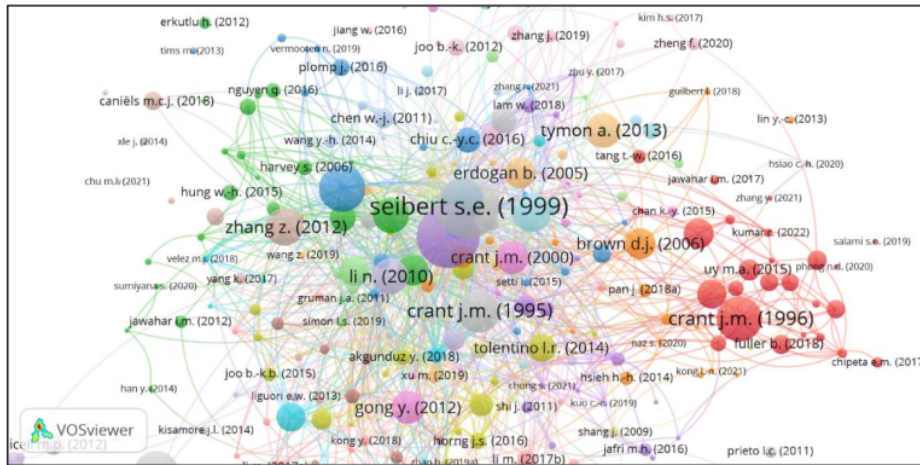 erkutlu h. (2012)
jiang w. (2016)
kim h.s. (2017)
tims m. (2013)
vermooten n. (2019)
joo b.-k. (2012)
zhang j. (2019)
zheng f. (2020)
plomp j. (2016)
nguyen q. (2016)
li j. (2017)
zhang r. (2021)
zhu y. (2017)
guilbert l. (2018)
caniëls m.c.j. (2018)
chen w.-j. (2011)
lam w. (2018)
lin y.-c. (2013)
xie j. (2014)
wang y.-h. (2014)
chiu c.-y.c. (2016)
tymon a. (2013)
tang t.-w. (2016)
hsiao c.-h. (2020)
harvey s. (2006)
erdogan b. (2005)
jawahar i.m. (2017)
chu m.l. (2021)
hung w.-h. (2015)
zhang y. (2021)
seibert s.e. (1999)
chan k.-y. (2015)
zhang z. (2012)
kumar r. (2022)
salami s.o. (2019)
brown d.j. (2006)
wang z. (2019)
crant j.m. (2000)
velez m.s. (2018)
uy m.a. (2015)
phong n.d. (2020)
yang k. (2017)
li n. (2010)
setti i. (2015)
sumiyana s. (2020)
pan j. (2018a)
gruman j.a. (2011)
crant j.m. (1995)
crant j.m. (1996)
jawahar i.m. (2012)
simon l.s. (2019)
tolentino l.r. (2014)
naz s. (2020)
fuller b. (2018)
akgunduz y. (2018)
hsieh h.-h. (2014)
chipeta e.m. (2017
joo b.-k.b. (2015)
xu m. (2019)
kong l.-n. (2021)
han y. (2014)
liguori e.w. (2013)
chong s. (2021)
gong y. (2012)
shi j. (2011)
kuo c.-c. (2019)
VOSviewer
kisamore j.l. (2014)
kong y. (2018)
horng j.s. (2016)
shang j. (2009)
jafri m.h. (2016)
prieto l.c. (2011)
li m. (2017b)